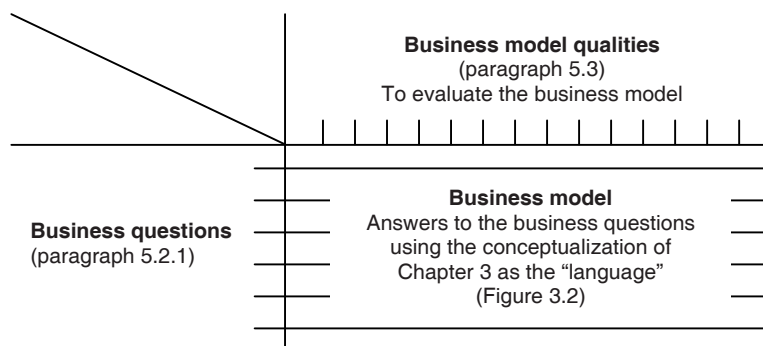 Business model qualities
(paragraph 5.3)
To evaluate the business model
Business questions
(paragraph 5.2.1)
Business model
Answers to the business questions
using the conceptualization of
Chapter 3 as the “language”
(Figure 3.2)